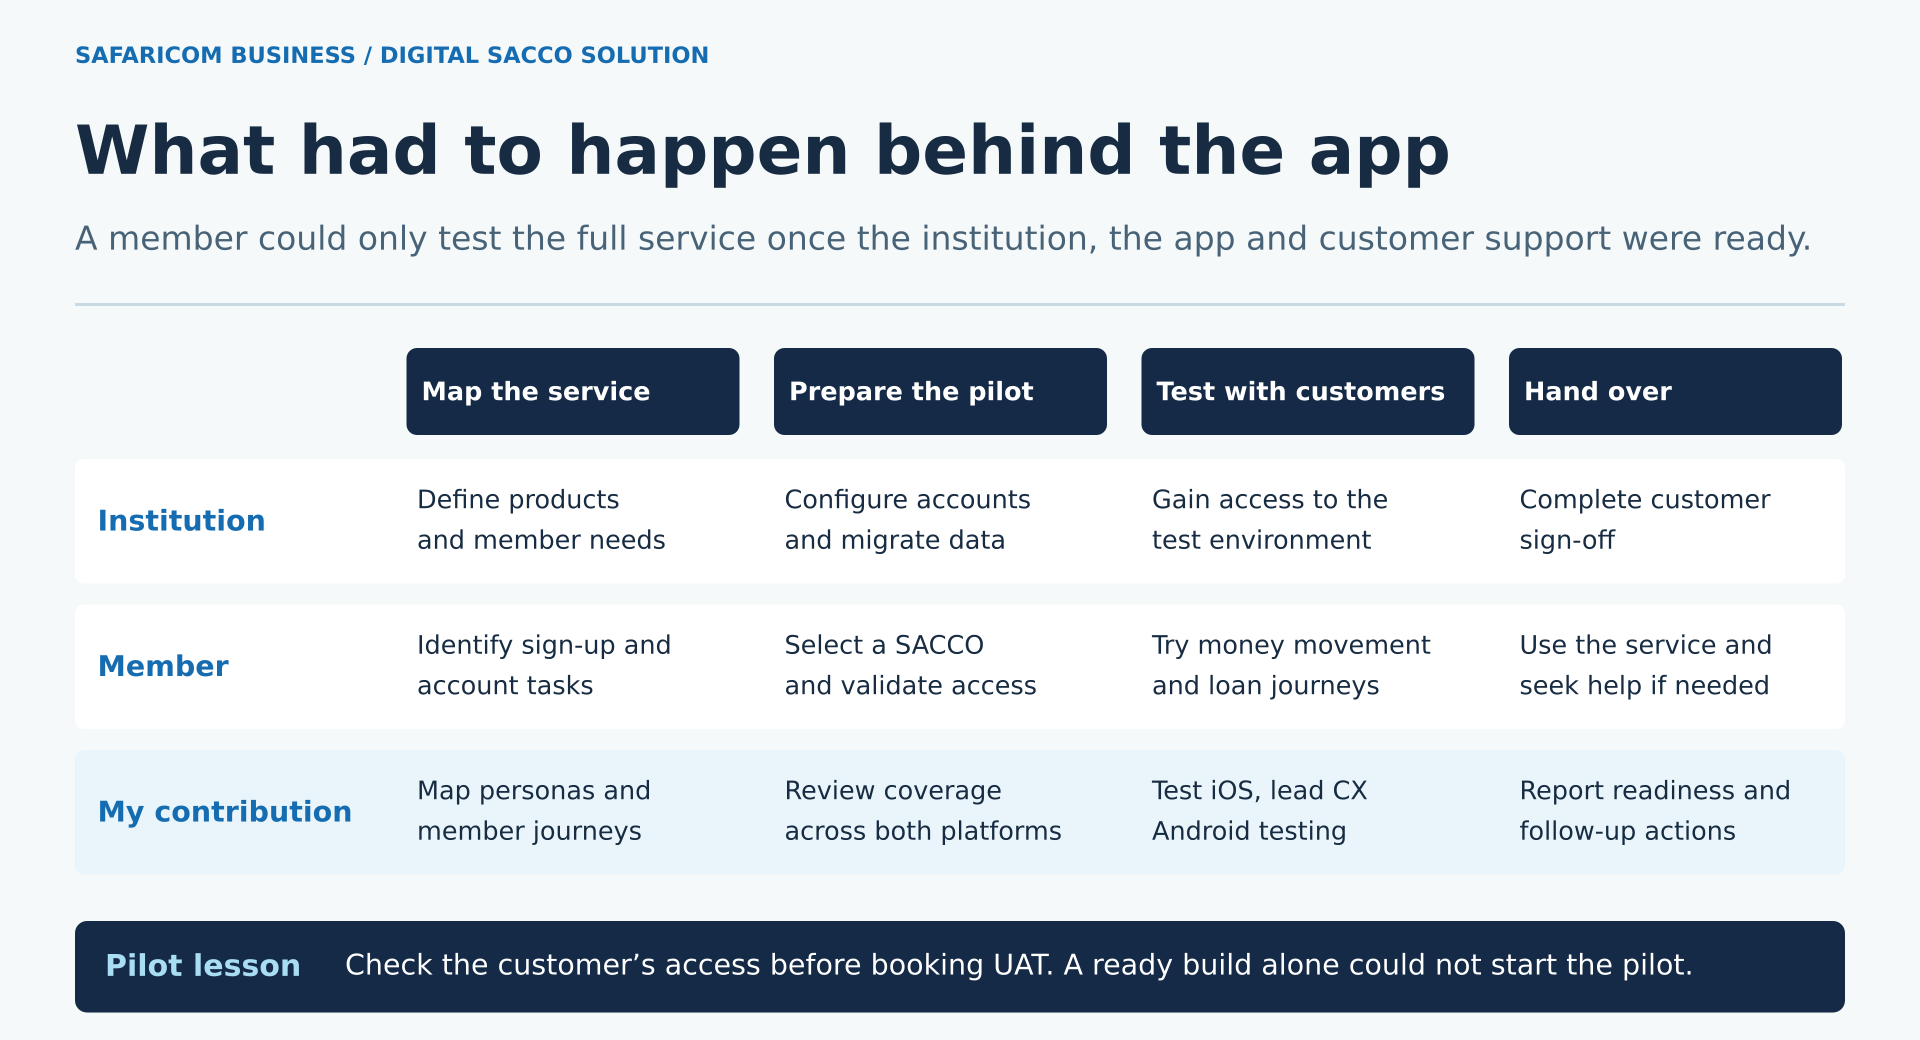 SAFARICOM BUSINESS / DIGITAL SACCO SOLUTION
What had to happen behind the app
A member could only test the full service once the institution, the app and customer support were ready.
Map the service
Prepare the pilot
Test with customers
Hand over
Institution
Define products
and member needs
Configure accounts
and migrate data
Gain access to the
test environment
Complete customer
sign-off
Member
Identify sign-up and
account tasks
Select a SACCO
and validate access
Try money movement
and loan journeys
Use the service and
seek help if needed
My contribution
Map personas and
member journeys
Review coverage
across both platforms
Test iOS, lead CX
Android testing
Report readiness and
follow-up actions
Pilot lesson
Check the customer’s access before booking UAT. A ready build alone could not start the pilot.